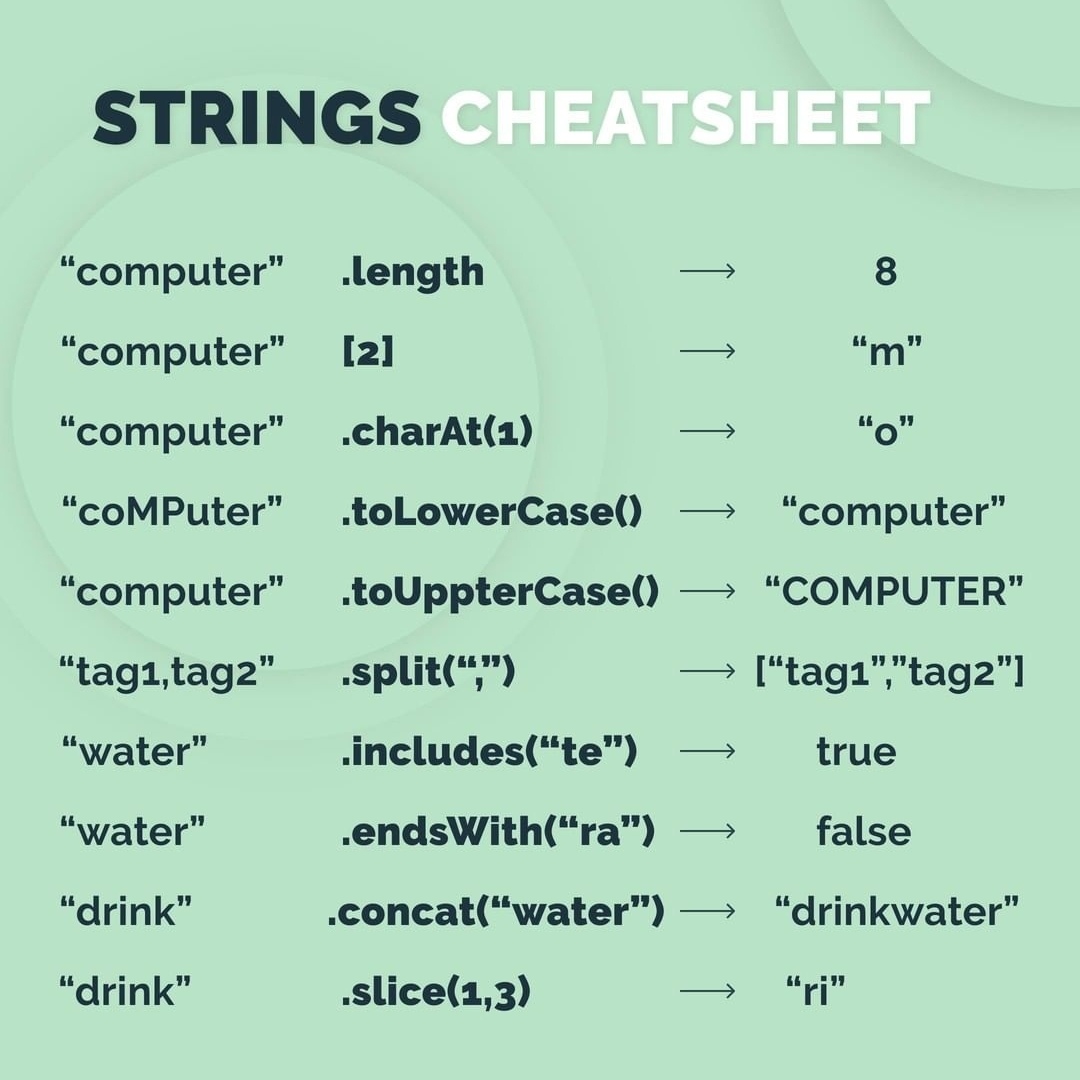 STRINGS CHEATSHEET
“computer” .length → 8
“computer” [2] → “m”
“computer” .charAt(1) → “o”
“coMPuter” .toLowerCase() → “computer”
“computer” .toUppterCase() → “COMPUTER”
“tag1,tag2” .split(“,”) → [“tag1”,”tag2”]
“water” .includes(“te”) → true
“water” .endsWith(“ra”) → false
“drink” .concat(“water”) → “drinkwater”
“drink” .slice(1,3) → “ri”